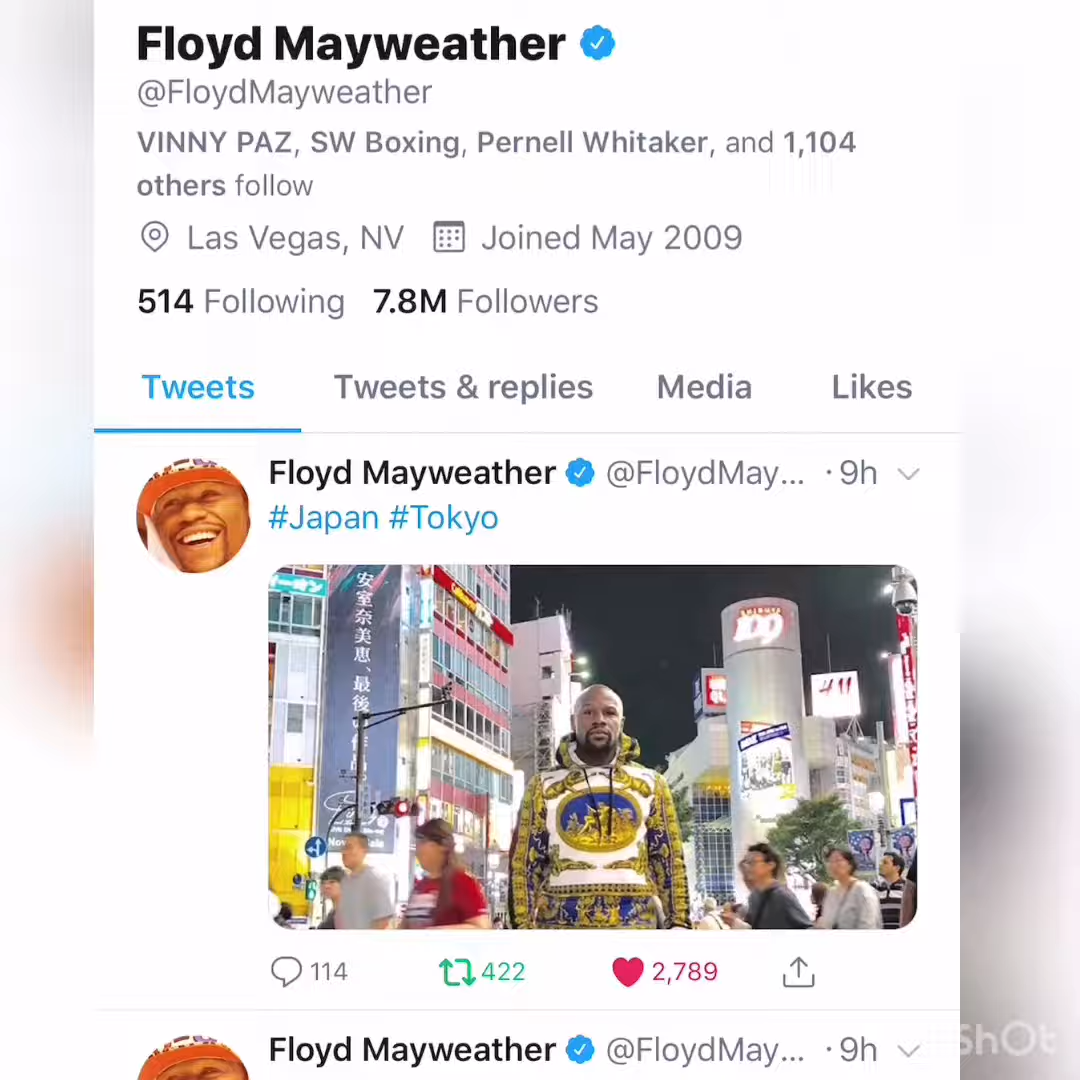 Floyd Mayweather
@FloydMayweather
VINNY PAZ, SW Boxing, Pernell Whitaker, and 1,104
others follow
Las Vegas, NV Joined May 2009
514 Following 7.8M Followers
Tweets Tweets & replies Media Likes
Floyd Mayweather @FloydMay... · 9h
#Japan #Tokyo
安室奈美恵、最後
SHIBUYA
109
H&M
114 422 2,789
Floyd Mayweather @FloydMay... · 9h